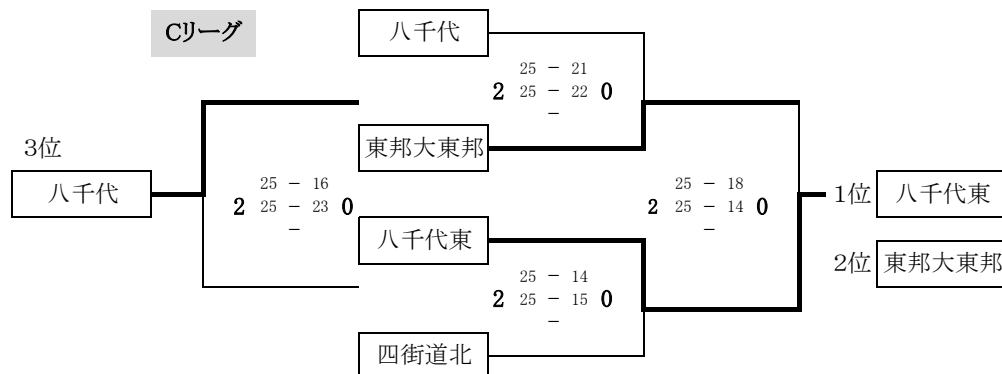 Cリーグ
八千代
25 － 21
2 25 － 22 0
－
東邦大東邦
3位
八千代
25 － 16
2 25 － 23 0
－
25 － 18
2 25 － 14 0
－
1位 八千代東
八千代東
2位 東邦大東邦
25 － 14
2 25 － 15 0
－
四街道北